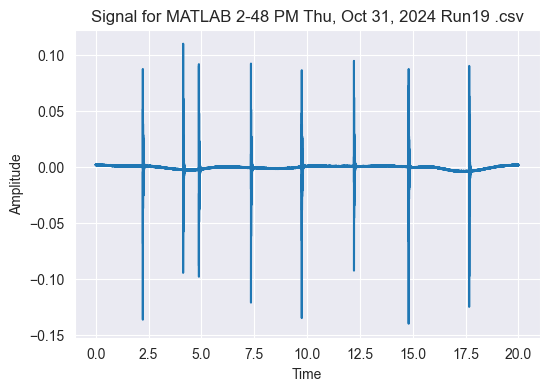 Signal for MATLAB 2-48 PM Thu, Oct 31, 2024 Run19 .csv
0.10
0.05
0.00
−0.05
−0.10
−0.15
Amplitude
0.0 2.5 5.0 7.5 10.0 12.5 15.0 17.5 20.0
Time